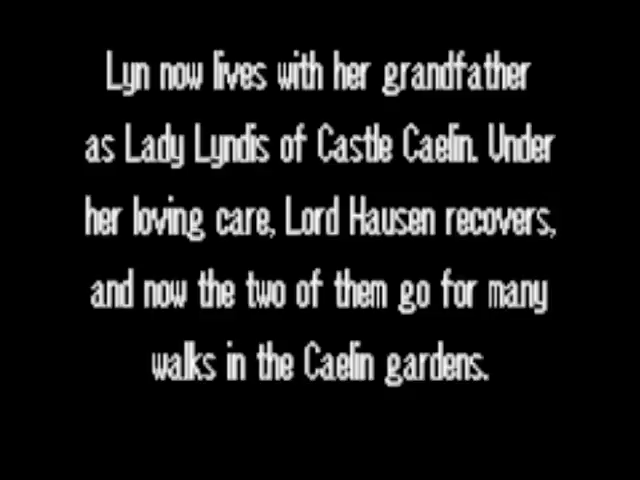 Lyn now lives with her grandfather
as Lady Lyndis of Castle Caelin. Under
her loving care, Lord Hausen recovers,
and now the two of them go for many
walks in the Caelin gardens.